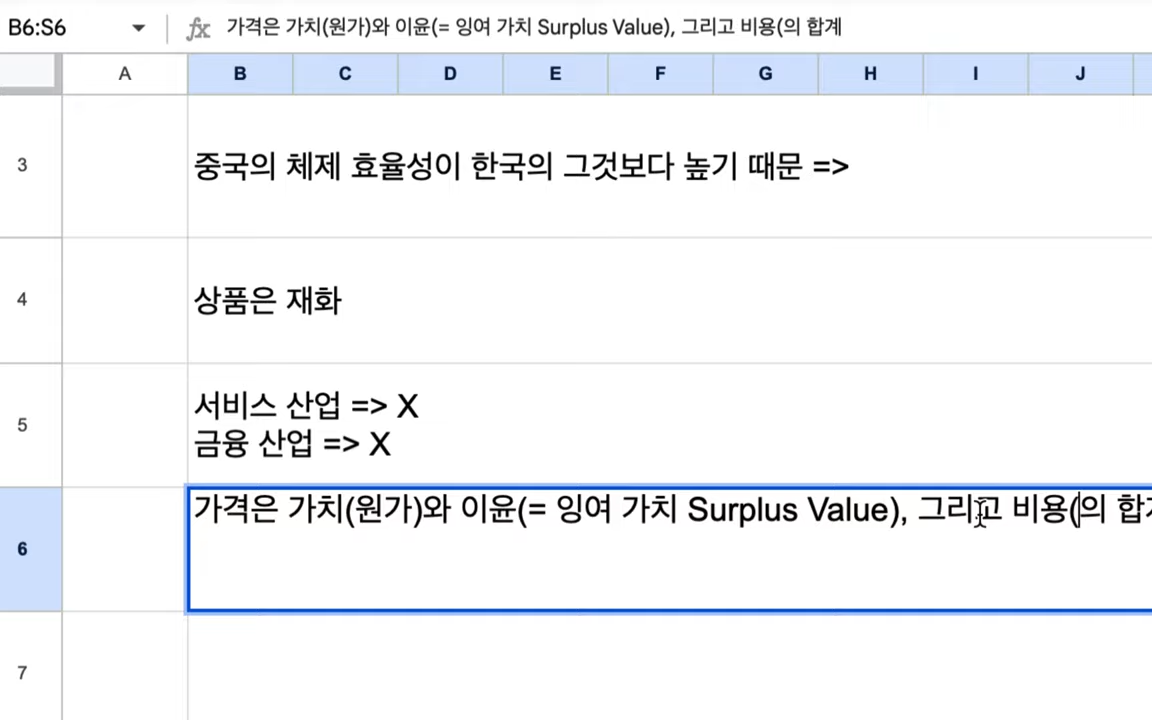 B6:S6
fx 가격은 가치(원가)와 이윤(= 잉여 가치 Surplus Value), 그리고 비용(의 합계
A B C D E F G H I J
3 중국의 체제 효율성이 한국의 그것보다 높기 때문 =>
4 상품은 재화
5 서비스 산업 => X
금융 산업 => X
6 가격은 가치(원가)와 이윤(= 잉여 가치 Surplus Value), 그리고 비용(의 합계
7